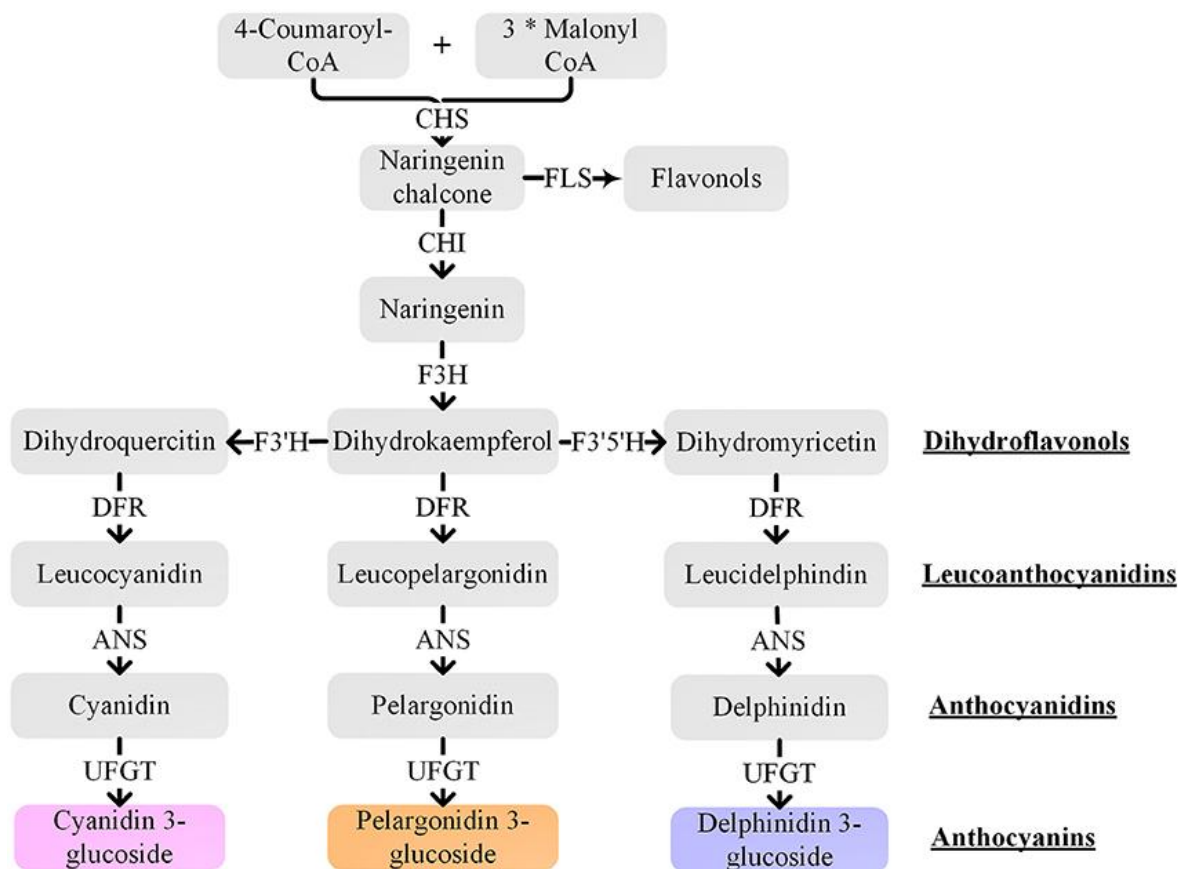 4-Coumaroyl-
CoA
+
3 * Malonyl
CoA
CHS
Naringenin
chalcone
FLS
Flavonols
CHI
Naringenin
F3H
Dihydroquercitin
F3'H
Dihydrokaempferol
F3'5'H
Dihydromyricetin
Dihydroflavonols
DFR
DFR
DFR
Leucocyanidin
Leucopelargonidin
Leucidelphindin
Leucoanthocyanidins
ANS
ANS
ANS
Cyanidin
Pelargonidin
Delphinidin
Anthocyanidins
UFGT
UFGT
UFGT
Cyanidin 3-
glucoside
Pelargonidin 3-
glucoside
Delphinidin 3-
glucoside
Anthocyanins